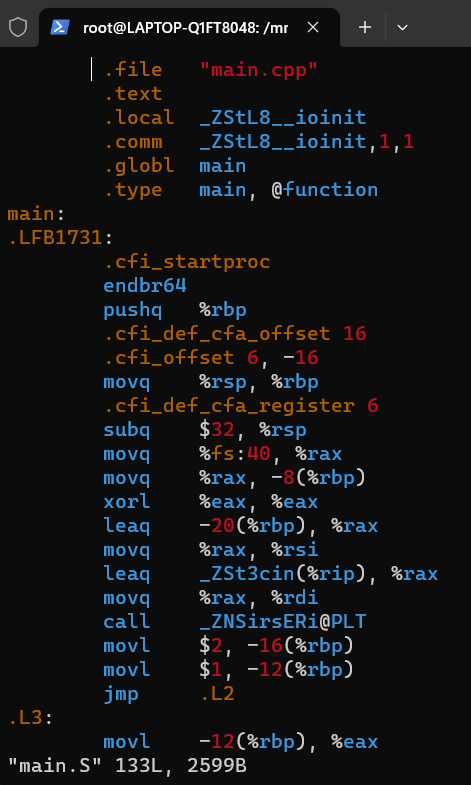 root@LAPTOP-Q1FT8048: /mr
.file "main.cpp"
.text
.local _ZStL8__ioinit
.comm _ZStL8__ioinit,1,1
.globl main
.type main, @function
main:
.LFB1731:
.cfi_startproc
endbr64
pushq %rbp
.cfi_def_cfa_offset 16
.cfi_offset 6, -16
movq %rsp, %rbp
.cfi_def_cfa_register 6
subq $32, %rsp
movq %fs:40, %rax
movq %rax, -8(%rbp)
xorl %eax, %eax
leaq -20(%rbp), %rax
movq %rax, %rsi
leaq _ZSt3cin(%rip), %rax
movq %rax, %rdi
call _ZNSirsERi@PLT
movl $2, -16(%rbp)
movl $1, -12(%rbp)
jmp .L2
.L3:
movl -12(%rbp), %eax
"main.S" 133L, 2599B